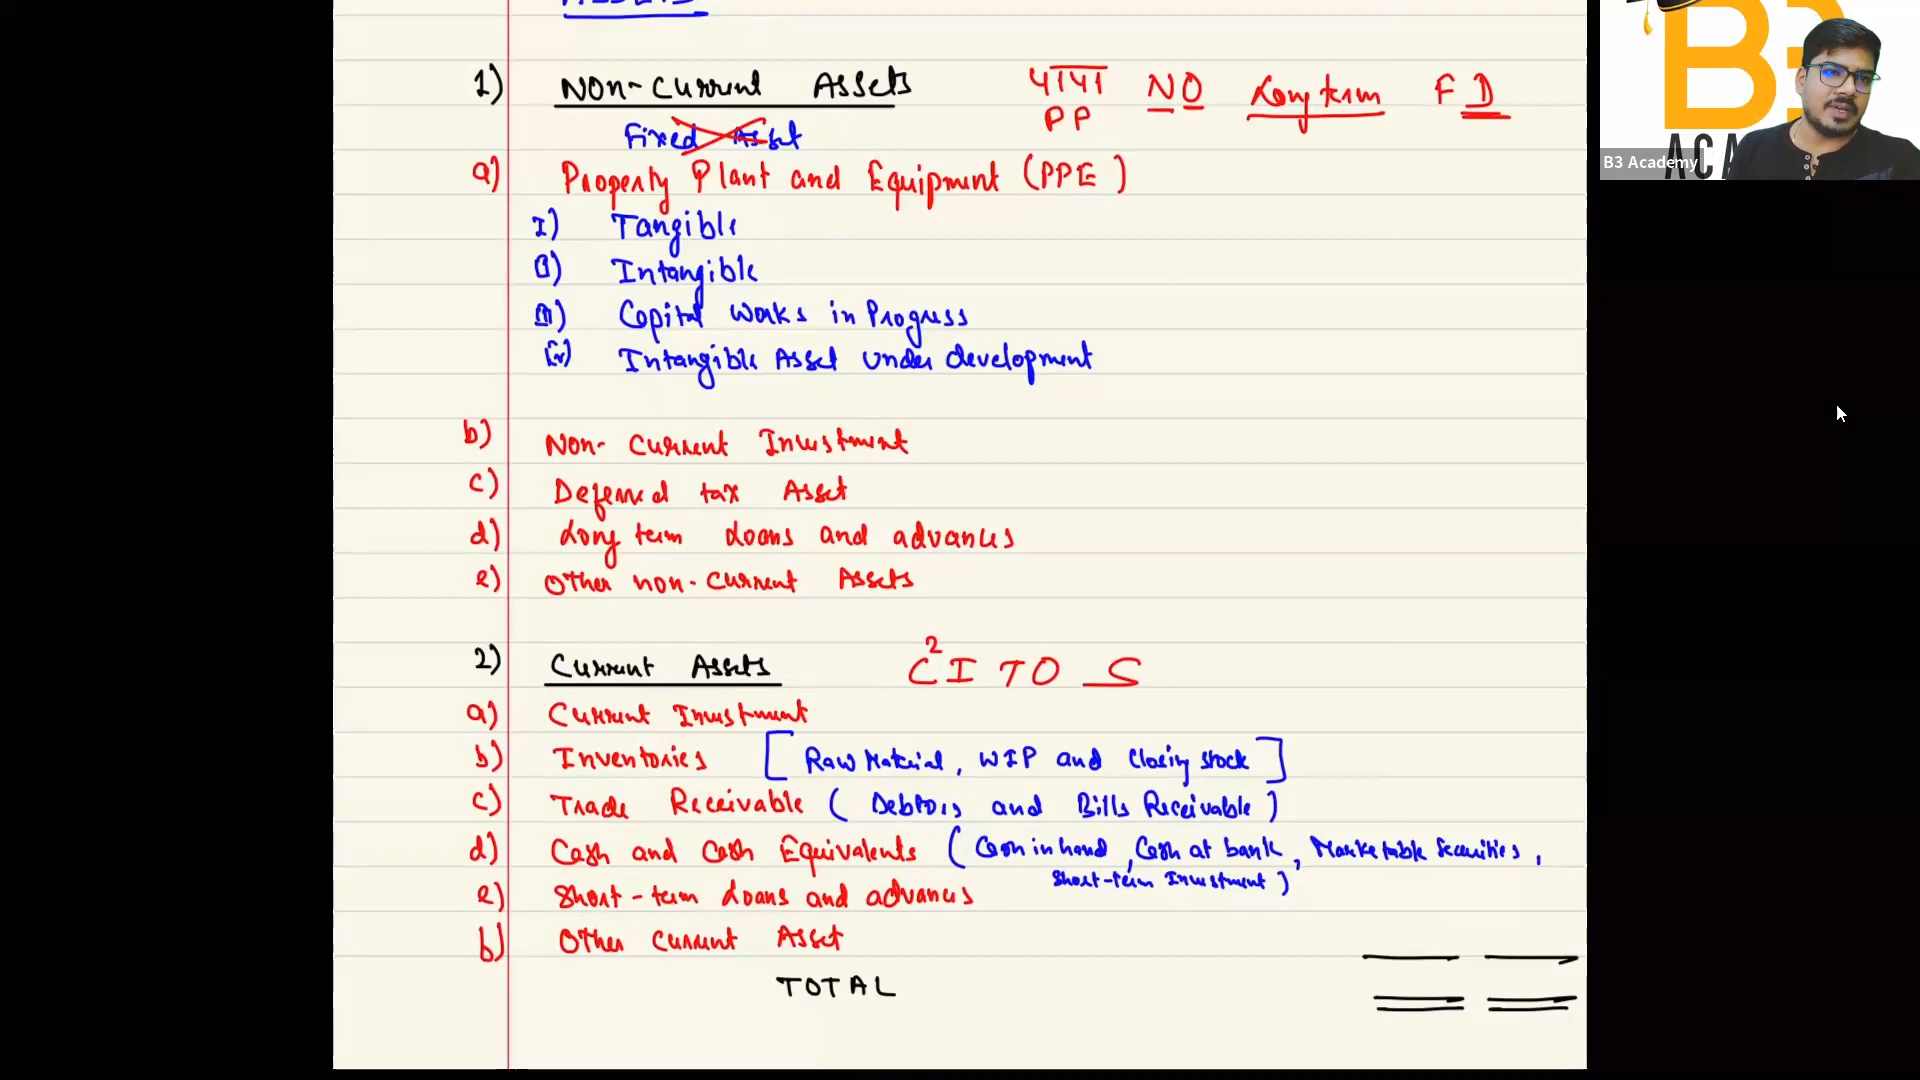 ASSETS
1) Non-Current Assets पापा PP NO Long term F D
Fixed Asset
a) Property Plant and Equipment (PPE)
I) Tangible
II) Intangible
III) Capital Works in Progress
IV) Intangible Asset under development
b) Non-Current Investment
c) Deferred tax Asset
d) Long term Loans and advances
e) Other non-current Assets
2) Current Assets C² I T O S
a) Current Investment
b) Inventories [Raw Material, WIP and Closing stock]
c) Trade Receivable (Debtors and Bills Receivable)
d) Cash and Cash Equivalents (Cash in hand, Cash at bank, Marketable Securities,
Short-term Investment)
e) Short-term Loans and advances
b) Other Current Asset
TOTAL
B3
ACA
B3 Academy